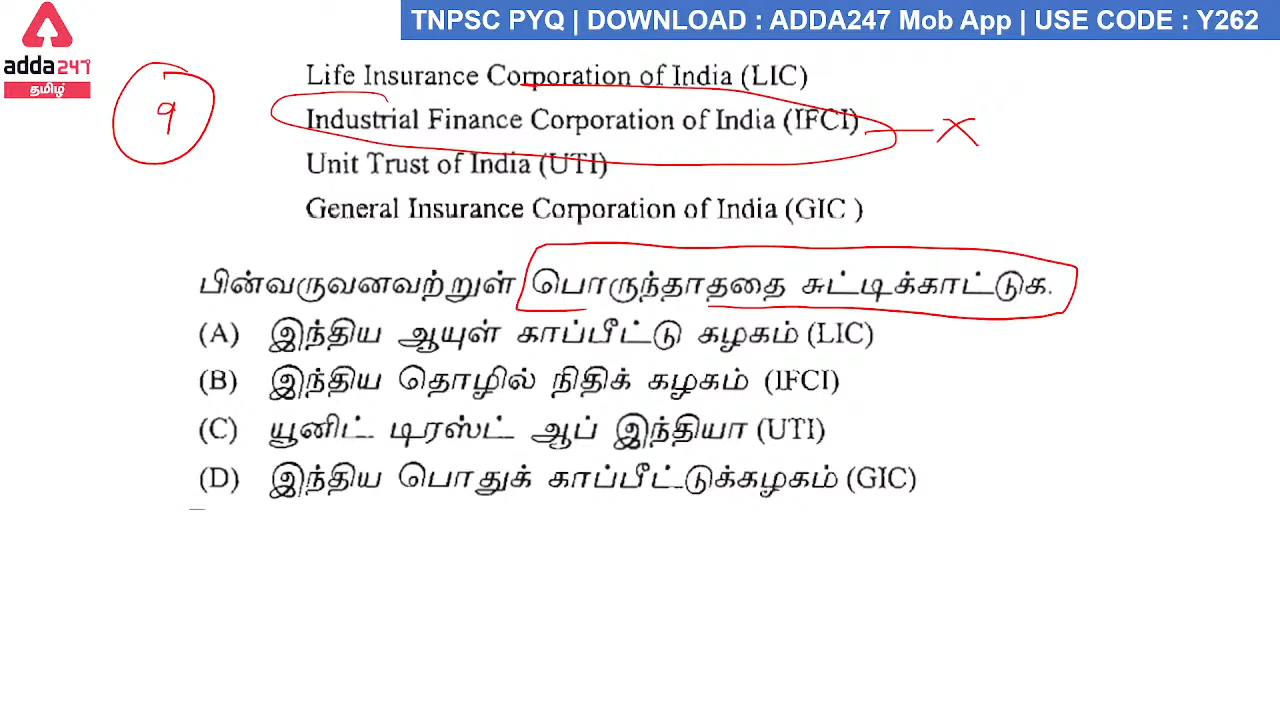 TNPSC PYQ | DOWNLOAD : ADDA247 Mob App | USE CODE : Y262
adda247
தமிழ்
9
Life Insurance Corporation of India (LIC)
Industrial Finance Corporation of India (IFCI) X
Unit Trust of India (UTI)
General Insurance Corporation of India (GIC )
பின்வருவனவற்றுள் பொருந்தாததை சுட்டிக்காட்டுக.
(A) இந்திய ஆயுள் காப்பீட்டு கழகம் (LIC)
(B) இந்திய தொழில் நிதிக் கழகம் (IFCI)
(C) யூனிட் டிரஸ்ட் ஆப் இந்தியா (UTI)
(D) இந்திய பொதுக் காப்பீட்டுக்கழகம் (GIC)